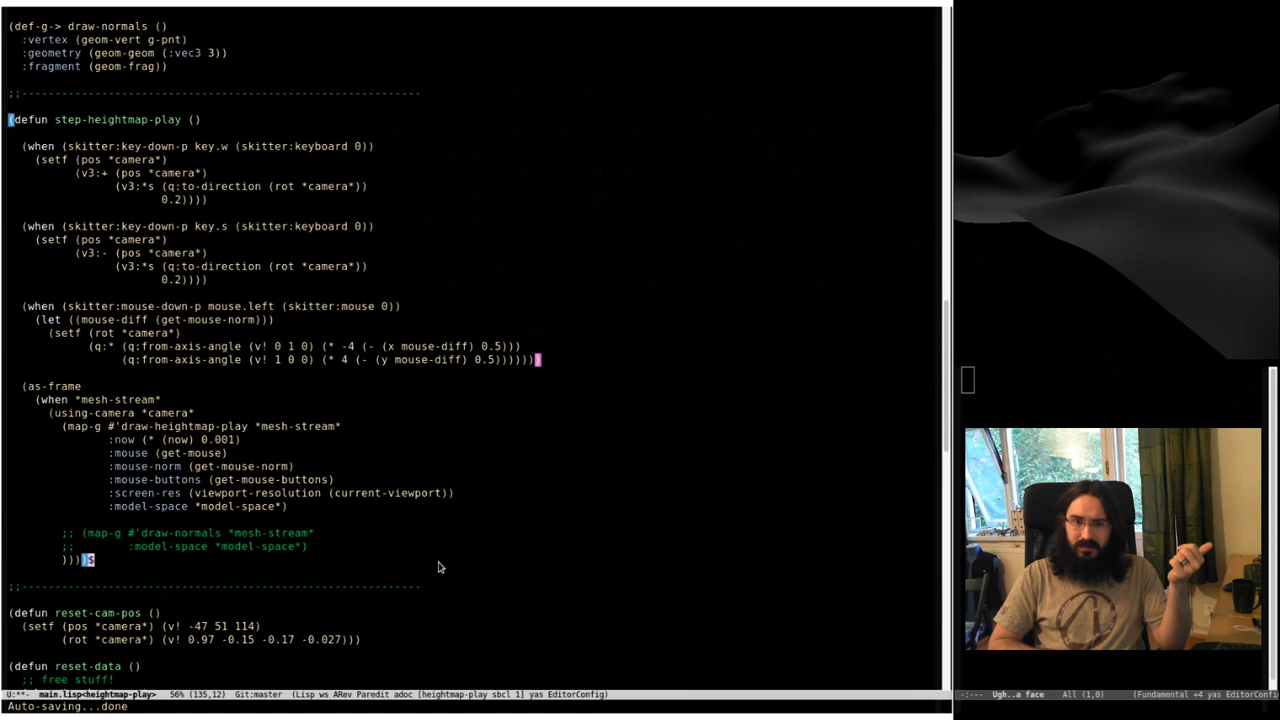 (def-g-> draw-normals ()
  :vertex (geom-vert g-pnt)
  :geometry (geom-geom (:vec3 3))
  :fragment (geom-frag))
;;------------------------------------------------------------
(defun step-heightmap-play ()
  (when (skitter:key-down-p key.w (skitter:keyboard 0))
    (setf (pos *camera*)
          (v3:+ (pos *camera*)
                (v3:*s (q:to-direction (rot *camera*))
                       0.2))))
  (when (skitter:key-down-p key.s (skitter:keyboard 0))
    (setf (pos *camera*)
          (v3:- (pos *camera*)
                (v3:*s (q:to-direction (rot *camera*))
                       0.2))))
  (when (skitter:mouse-down-p mouse.left (skitter:mouse 0))
    (let ((mouse-diff (get-mouse-norm)))
      (setf (rot *camera*)
            (q:* (q:from-axis-angle (v! 0 1 0) (* -4 (- (x mouse-diff) 0.5)))
                 (q:from-axis-angle (v! 1 0 0) (* 4 (- (y mouse-diff) 0.5)))))))
  (as-frame
    (when *mesh-stream*
      (using-camera *camera*
        (map-g #'draw-heightmap-play *mesh-stream*
               :now (* (now) 0.001)
               :mouse (get-mouse)
               :mouse-norm (get-mouse-norm)
               :mouse-buttons (get-mouse-buttons)
               :screen-res (viewport-resolution (current-viewport))
               :model-space *model-space*)
        ;; (map-g #'draw-normals *mesh-stream*
        ;;        :model-space *model-space*)
        ))))$
;;------------------------------------------------------------
(defun reset-cam-pos ()
  (setf (pos *camera*) (v! -47 51 114)
        (rot *camera*) (v! 0.97 -0.15 -0.17 -0.027)))
(defun reset-data ()
  ;; free stuff!
U:**-  main.lisp<heightmap-play>   56% (135,12)  Git:master  (Lisp ws ARev Paredit adoc [heightmap-play sbcl 1] yas EditorConfig)
-:---  Ugh..a face    All (1,0)     (Fundamental +4 yas EditorConfi
Auto-saving...done